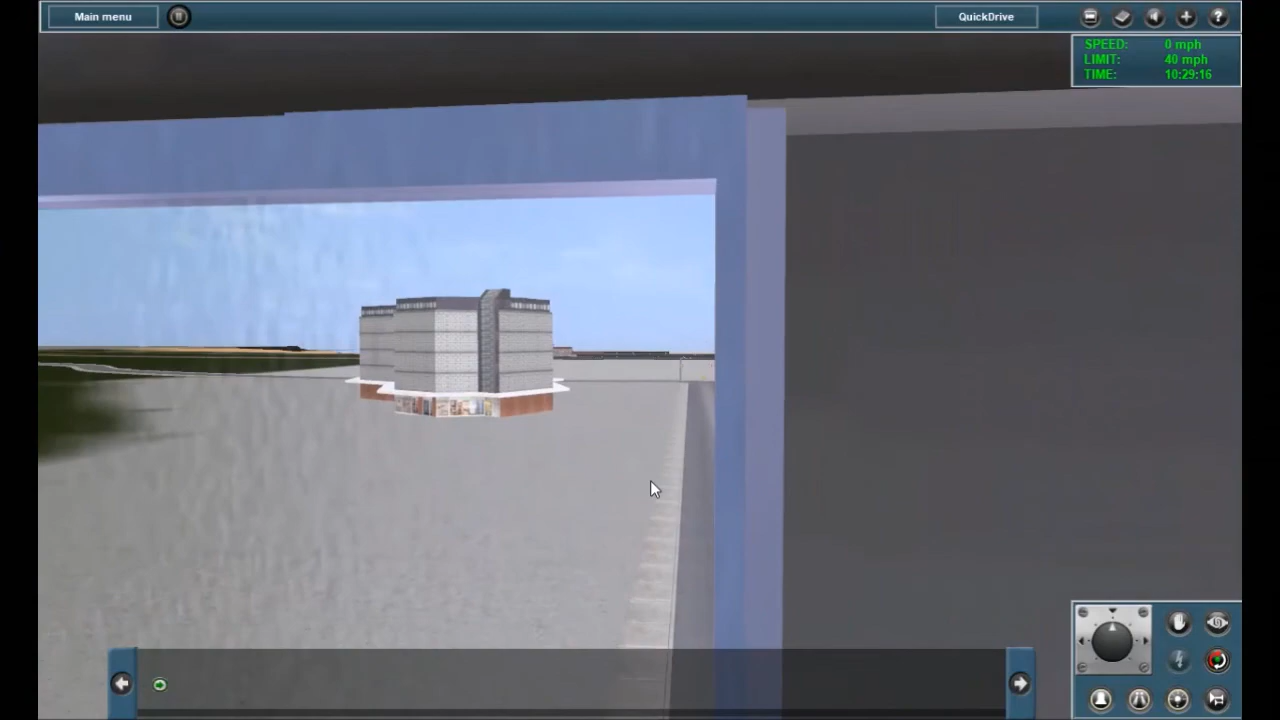 Main menu
QuickDrive
SPEED: 0 mph
LIMIT: 40 mph
TIME: 10:29:16
?